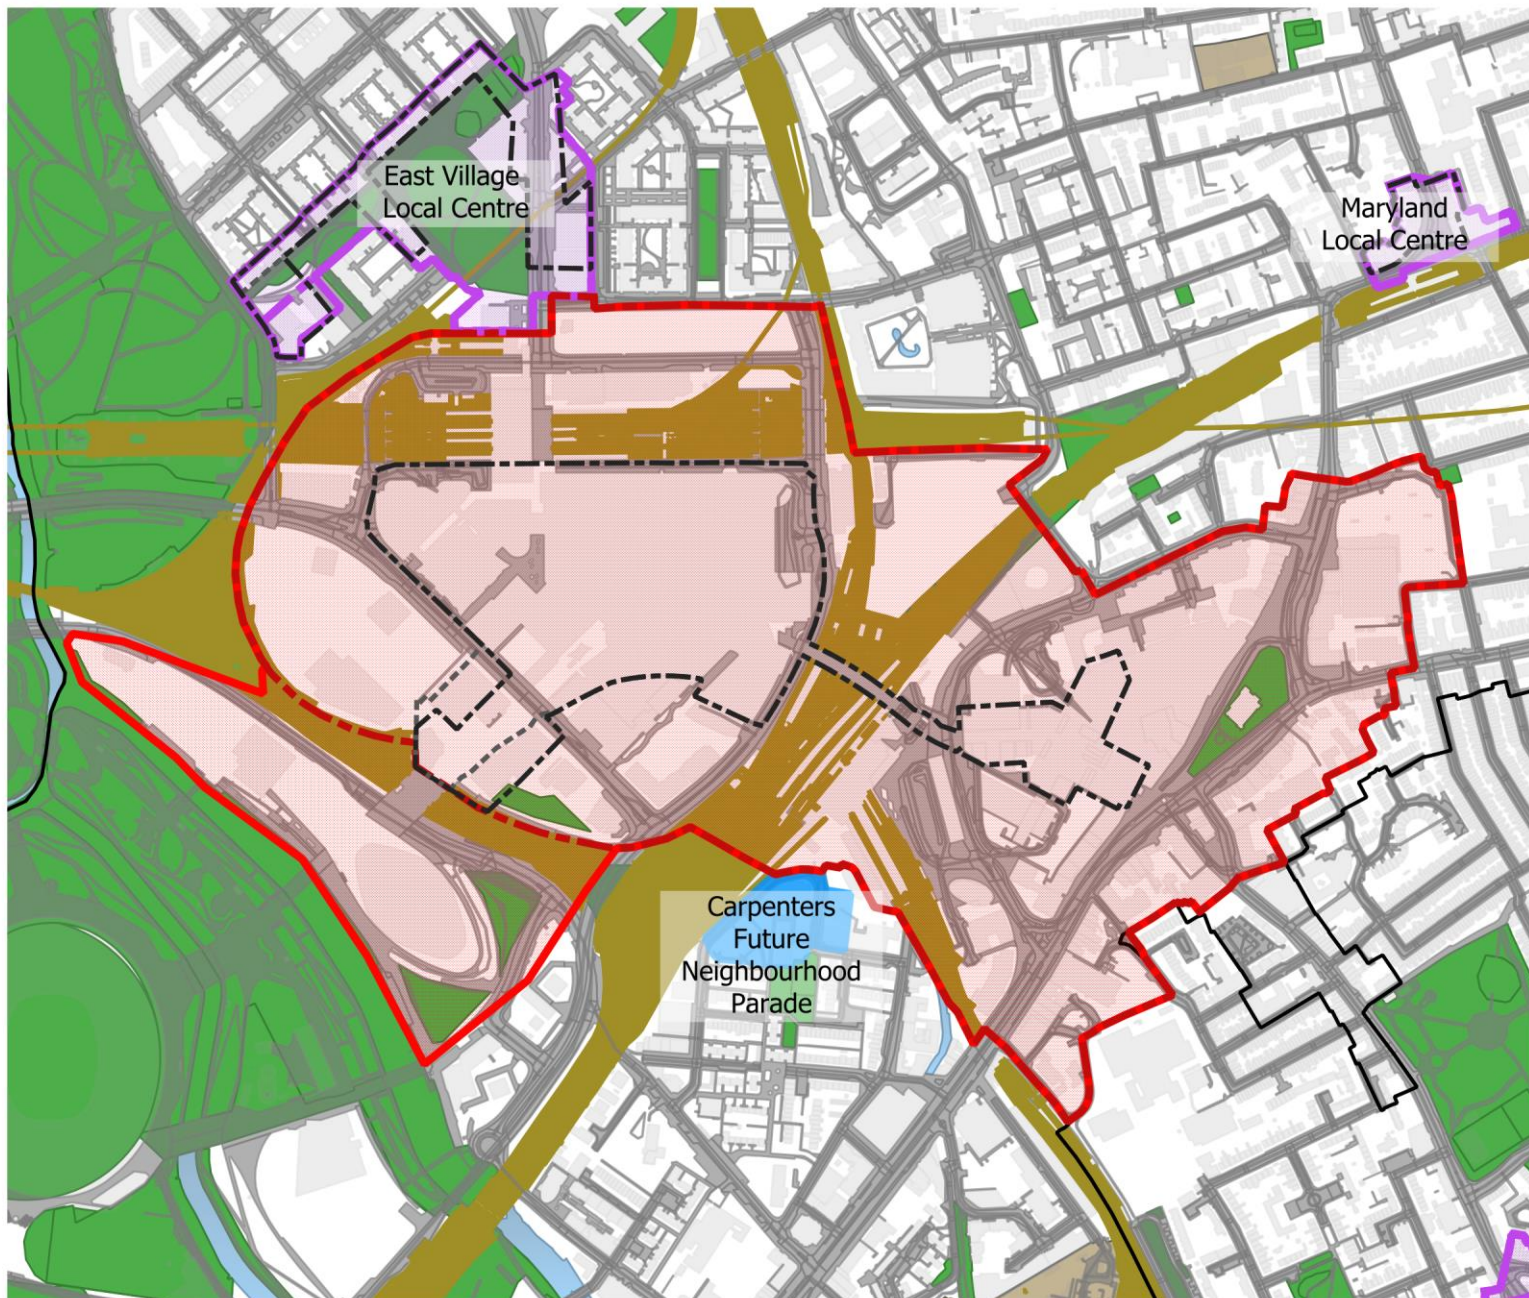 East Village
Local Centre
Maryland
Local Centre
Carpenters
Future
Neighbourhood
Parade